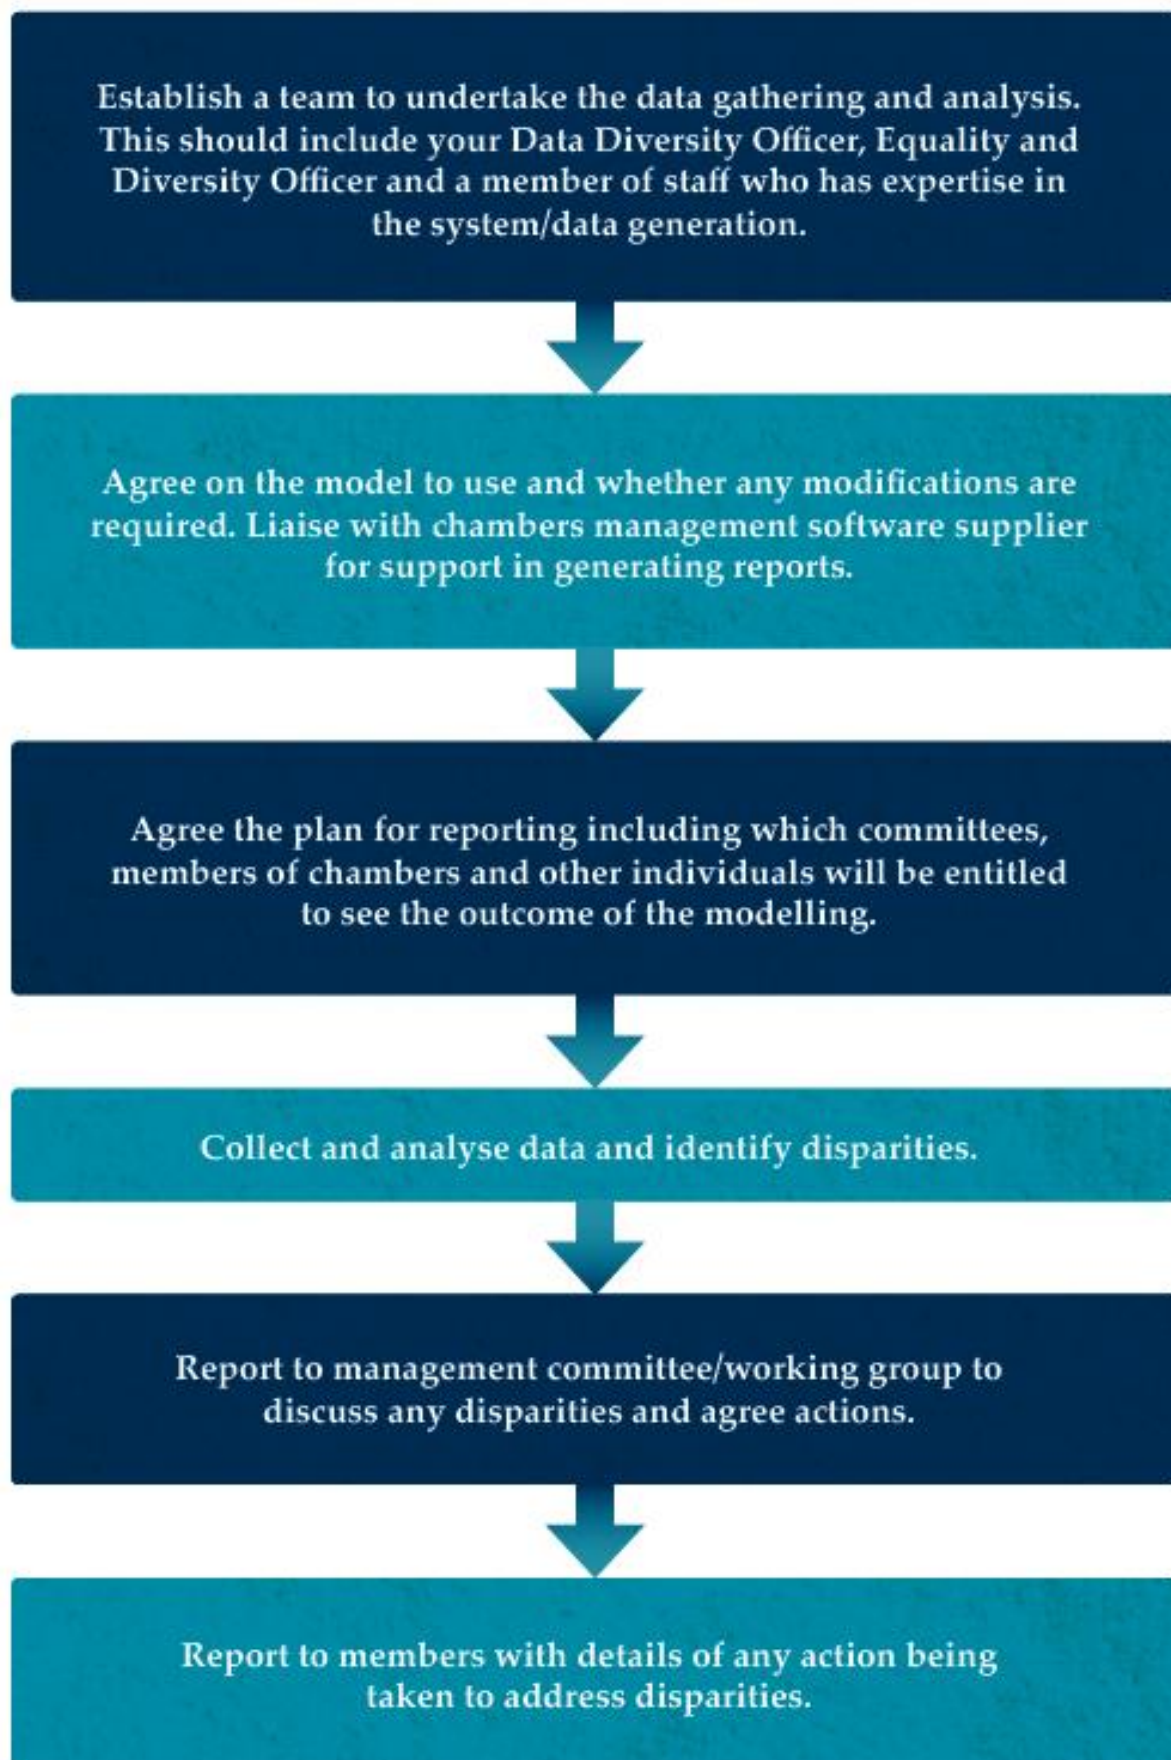 Establish a team to undertake the data gathering and analysis.
This should include your Data Diversity Officer, Equality and
Diversity Officer and a member of staff who has expertise in
the system/data generation.
Agree on the model to use and whether any modifications are
required. Liaise with chambers management software supplier
for support in generating reports.
Agree the plan for reporting including which committees,
members of chambers and other individuals will be entitled
to see the outcome of the modelling.
Collect and analyse data and identify disparities.
Report to management committee/working group to
discuss any disparities and agree actions.
Report to members with details of any action being
taken to address disparities.